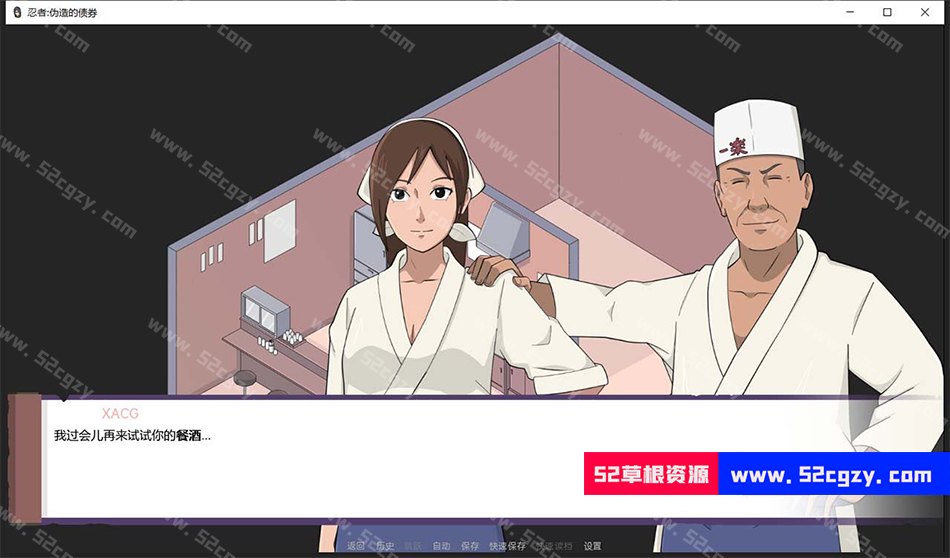 忍者:伪造的债券
一楽
XACG
我过会儿再来试试你的餐酒...
52草根资源 www.52cgzy.com
返回 历史 自动 保存 快速保存 快速读档 设置
www.52cgzy.com